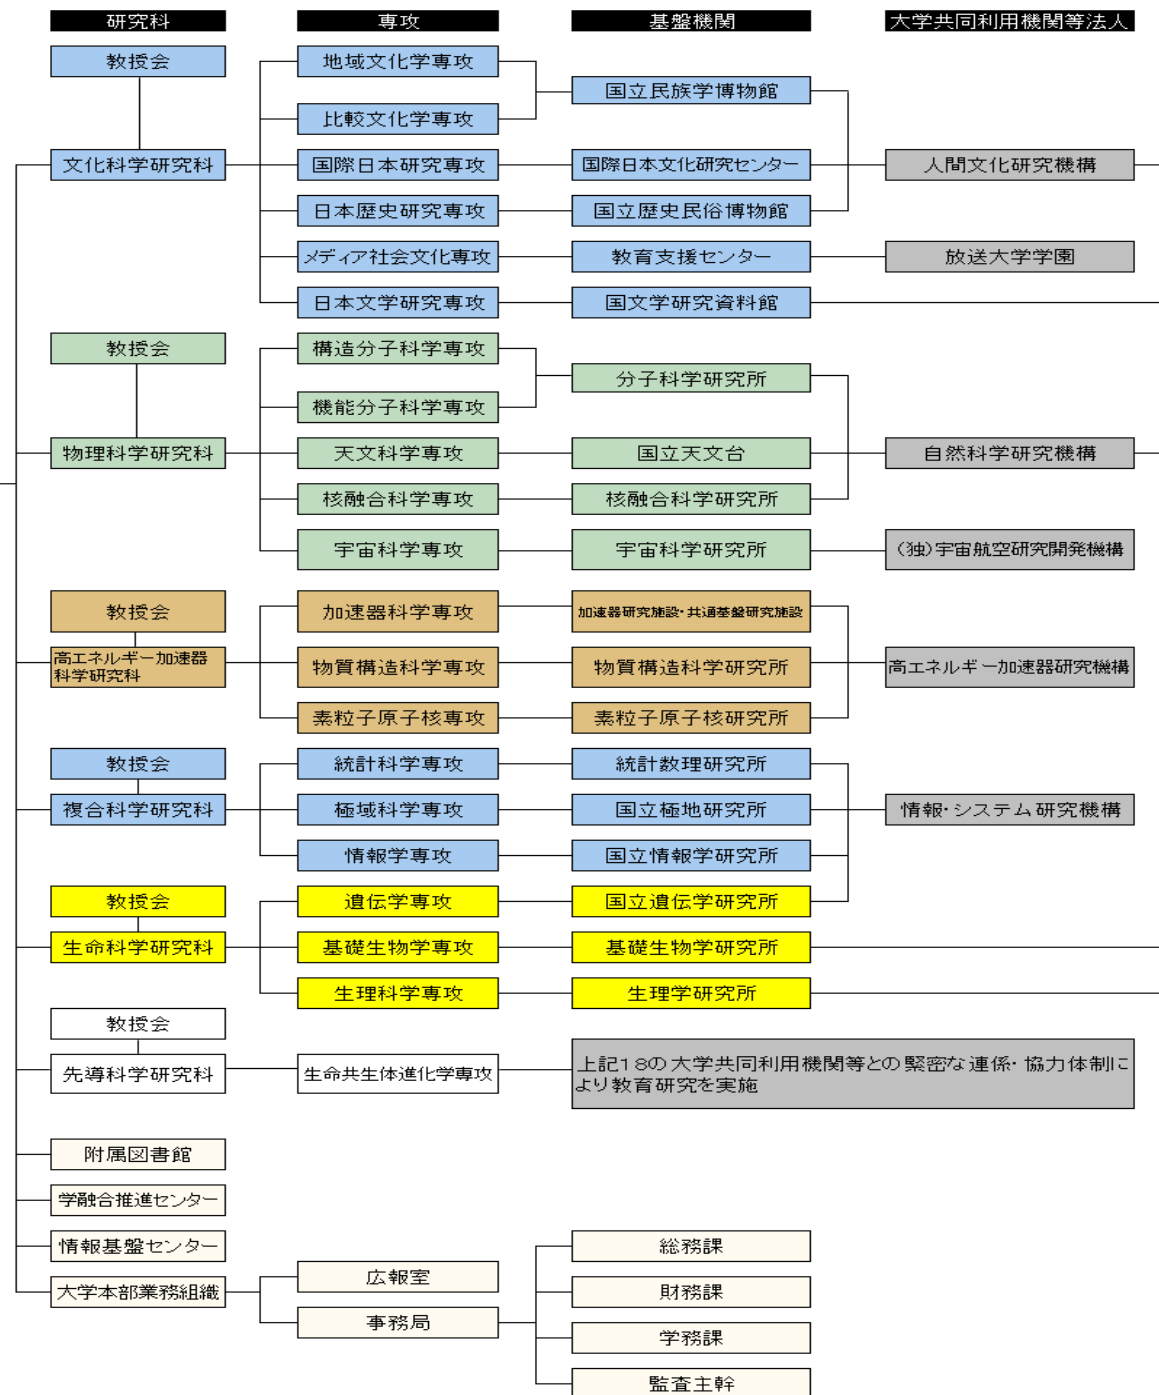 研究科
専攻
基盤機関
大学共同利用機関等法人
教授会
地域文化学専攻
国立民族学博物館
比較文化学専攻
文化科学研究科
国際日本研究専攻
国際日本文化研究センター
人間文化研究機構
日本歴史研究専攻
国立歴史民俗博物館
メディア社会文化専攻
教育支援センター
放送大学学園
日本文学研究専攻
国文学研究資料館
教授会
構造分子科学専攻
分子科学研究所
機能分子科学専攻
物理科学研究科
天文科学専攻
国立天文台
自然科学研究機構
核融合科学専攻
核融合科学研究所
宇宙科学専攻
宇宙科学研究所
(独)宇宙航空研究開発機構
教授会
加速器科学専攻
加速器研究施設・共通基盤研究施設
高エネルギー加速器
科学研究科
物質構造科学専攻
物質構造科学研究所
高エネルギー加速器研究機構
素粒子原子核専攻
素粒子原子核研究所
教授会
統計科学専攻
統計数理研究所
複合科学研究科
極域科学専攻
国立極地研究所
情報・システム研究機構
情報学専攻
国立情報学研究所
教授会
遺伝学専攻
国立遺伝学研究所
生命科学研究科
基礎生物学専攻
基礎生物学研究所
生理科学専攻
生理学研究所
教授会
先導科学研究科
生命共生体進化学専攻
上記18の大学共同利用機関等との緊密な連係・協力体制に
より教育研究を実施
附属図書館
学融合推進センター
情報基盤センター
総務課
大学本部業務組織
広報室
財務課
事務局
学務課
監査主幹